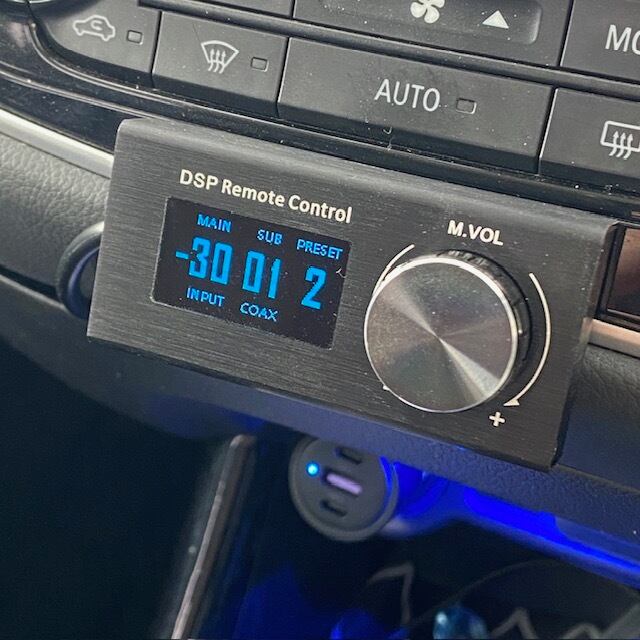 AUTO
MO
DSP Remote Control
M.VOL
MAIN SUB PRESET
-30 01 2
INPUT COAX
+